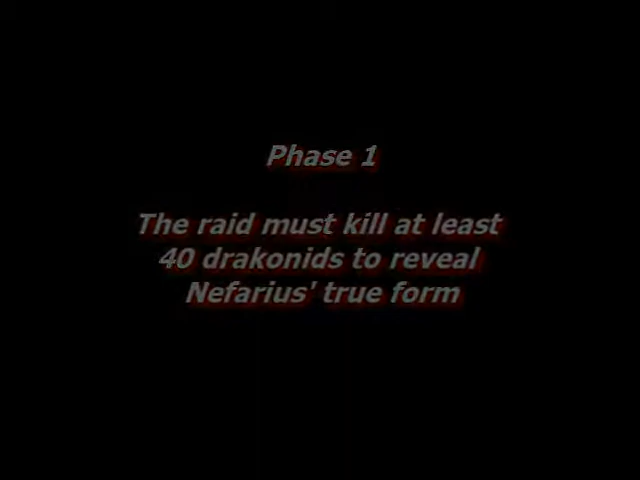 Phase 1
The raid must kill at least
40 drakonids to reveal
Nefarius' true form